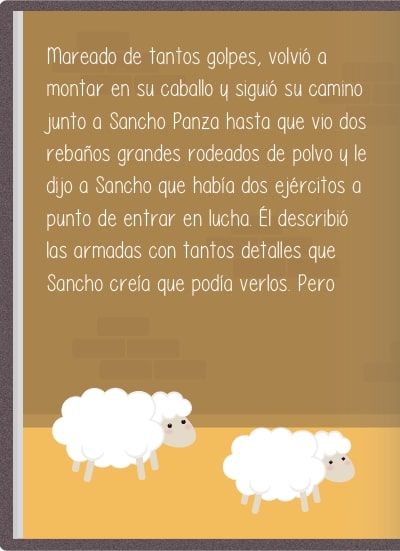 Mareado de tantos golpes, volvió a
montar en su caballo y siguió su camino
junto a Sancho Panza hasta que vio dos
rebaños grandes rodeados de polvo y le
dijo a Sancho que había dos ejércitos a
punto de entrar en lucha. Él describió
las armadas con tantos detalles que
Sancho creía que podía verlos. Pero